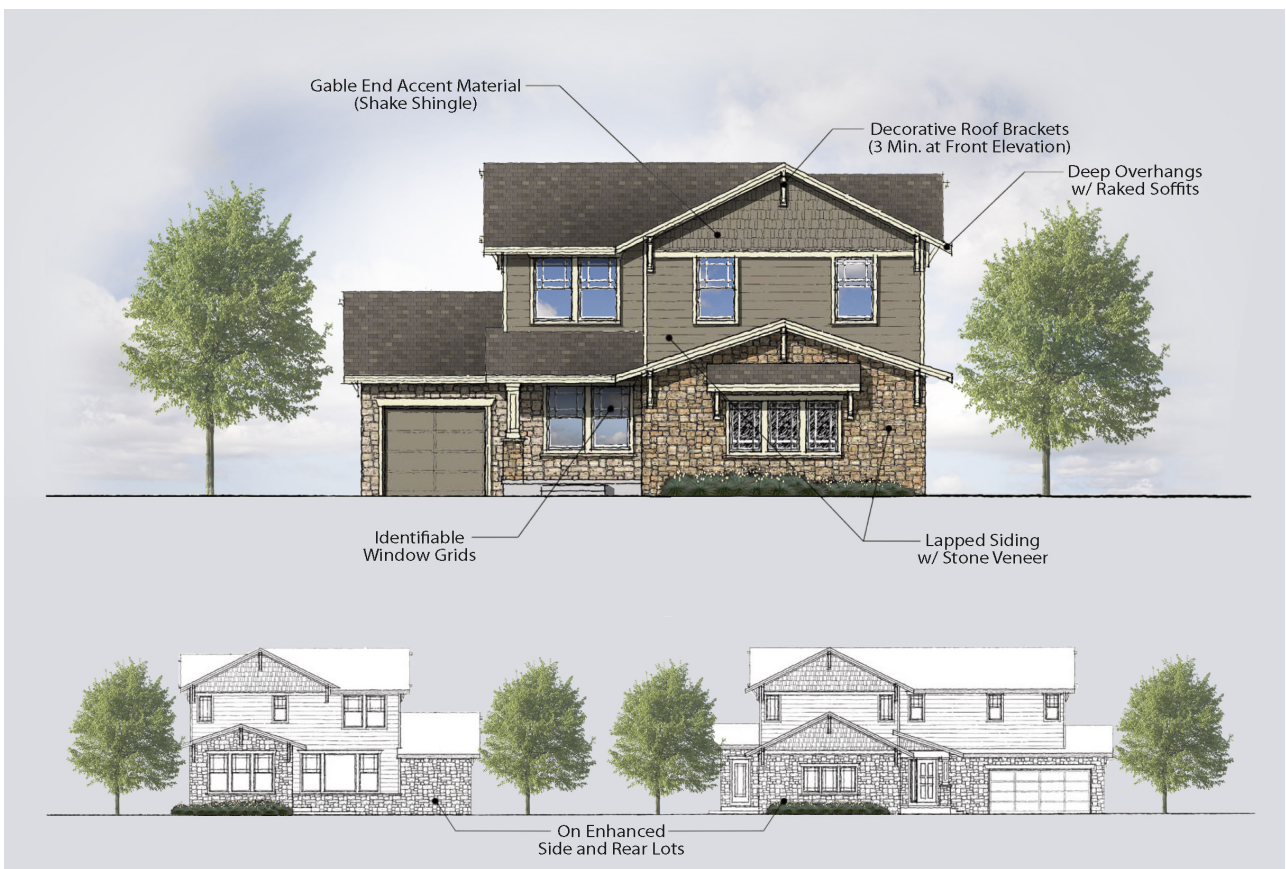 Gable End Accent Material
(Shake Shingle)
Decorative Roof Brackets
(3 Min. at Front Elevation)
Deep Overhangs
w/ Raked Soffits
Identifiable
Window Grids
Lapped Siding
w/ Stone Veneer
On Enhanced
Side and Rear Lots